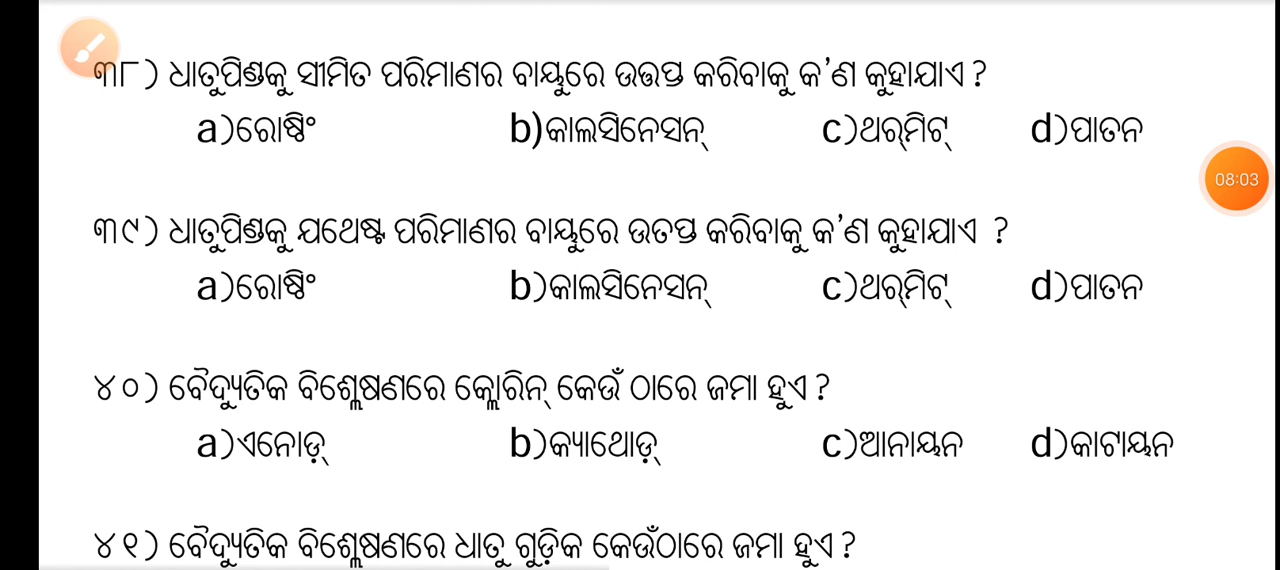 ୩୮) ଧାତୁପିଣ୍ଡକୁ ସୀମିତ ପରିମାଣର ବାୟୁରେ ଉତ୍ତପ୍ତ କରିବାକୁ କ'ଣ କୁହାଯାଏ ?
a)ରୋଷ୍ଟିଂ b)କାଲସିନେସନ୍ c)ଥର୍‌ମିଟ୍ d)ପାତନ
08:03
୩୯) ଧାତୁପିଣ୍ଡକୁ ଯଥେଷ୍ଟ ପରିମାଣର ବାୟୁରେ ଉତପ୍ତ କରିବାକୁ କ'ଣ କୁହାଯାଏ ?
a)ରୋଷ୍ଟିଂ b)କାଲସିନେସନ୍ c)ଥର୍‌ମିଟ୍ d)ପାତନ
୪୦) ବୈଦ୍ୟୁତିକ ବିଶ୍ଳେଷଣରେ କ୍ଲୋରିନ୍ କେଉଁ ଠାରେ ଜମା ହୁଏ ?
a)ଏନୋଡ଼୍ b)କ୍ୟାଥୋଡ଼୍ c)ଆନାୟନ d)କାଟାୟନ
୪୧) ବୈଦ୍ୟୁତିକ ବିଶ୍ଳେଷଣରେ ଧାତୁ ଗୁଡ଼ିକ କେଉଁଠାରେ ଜମା ହୁଏ ?